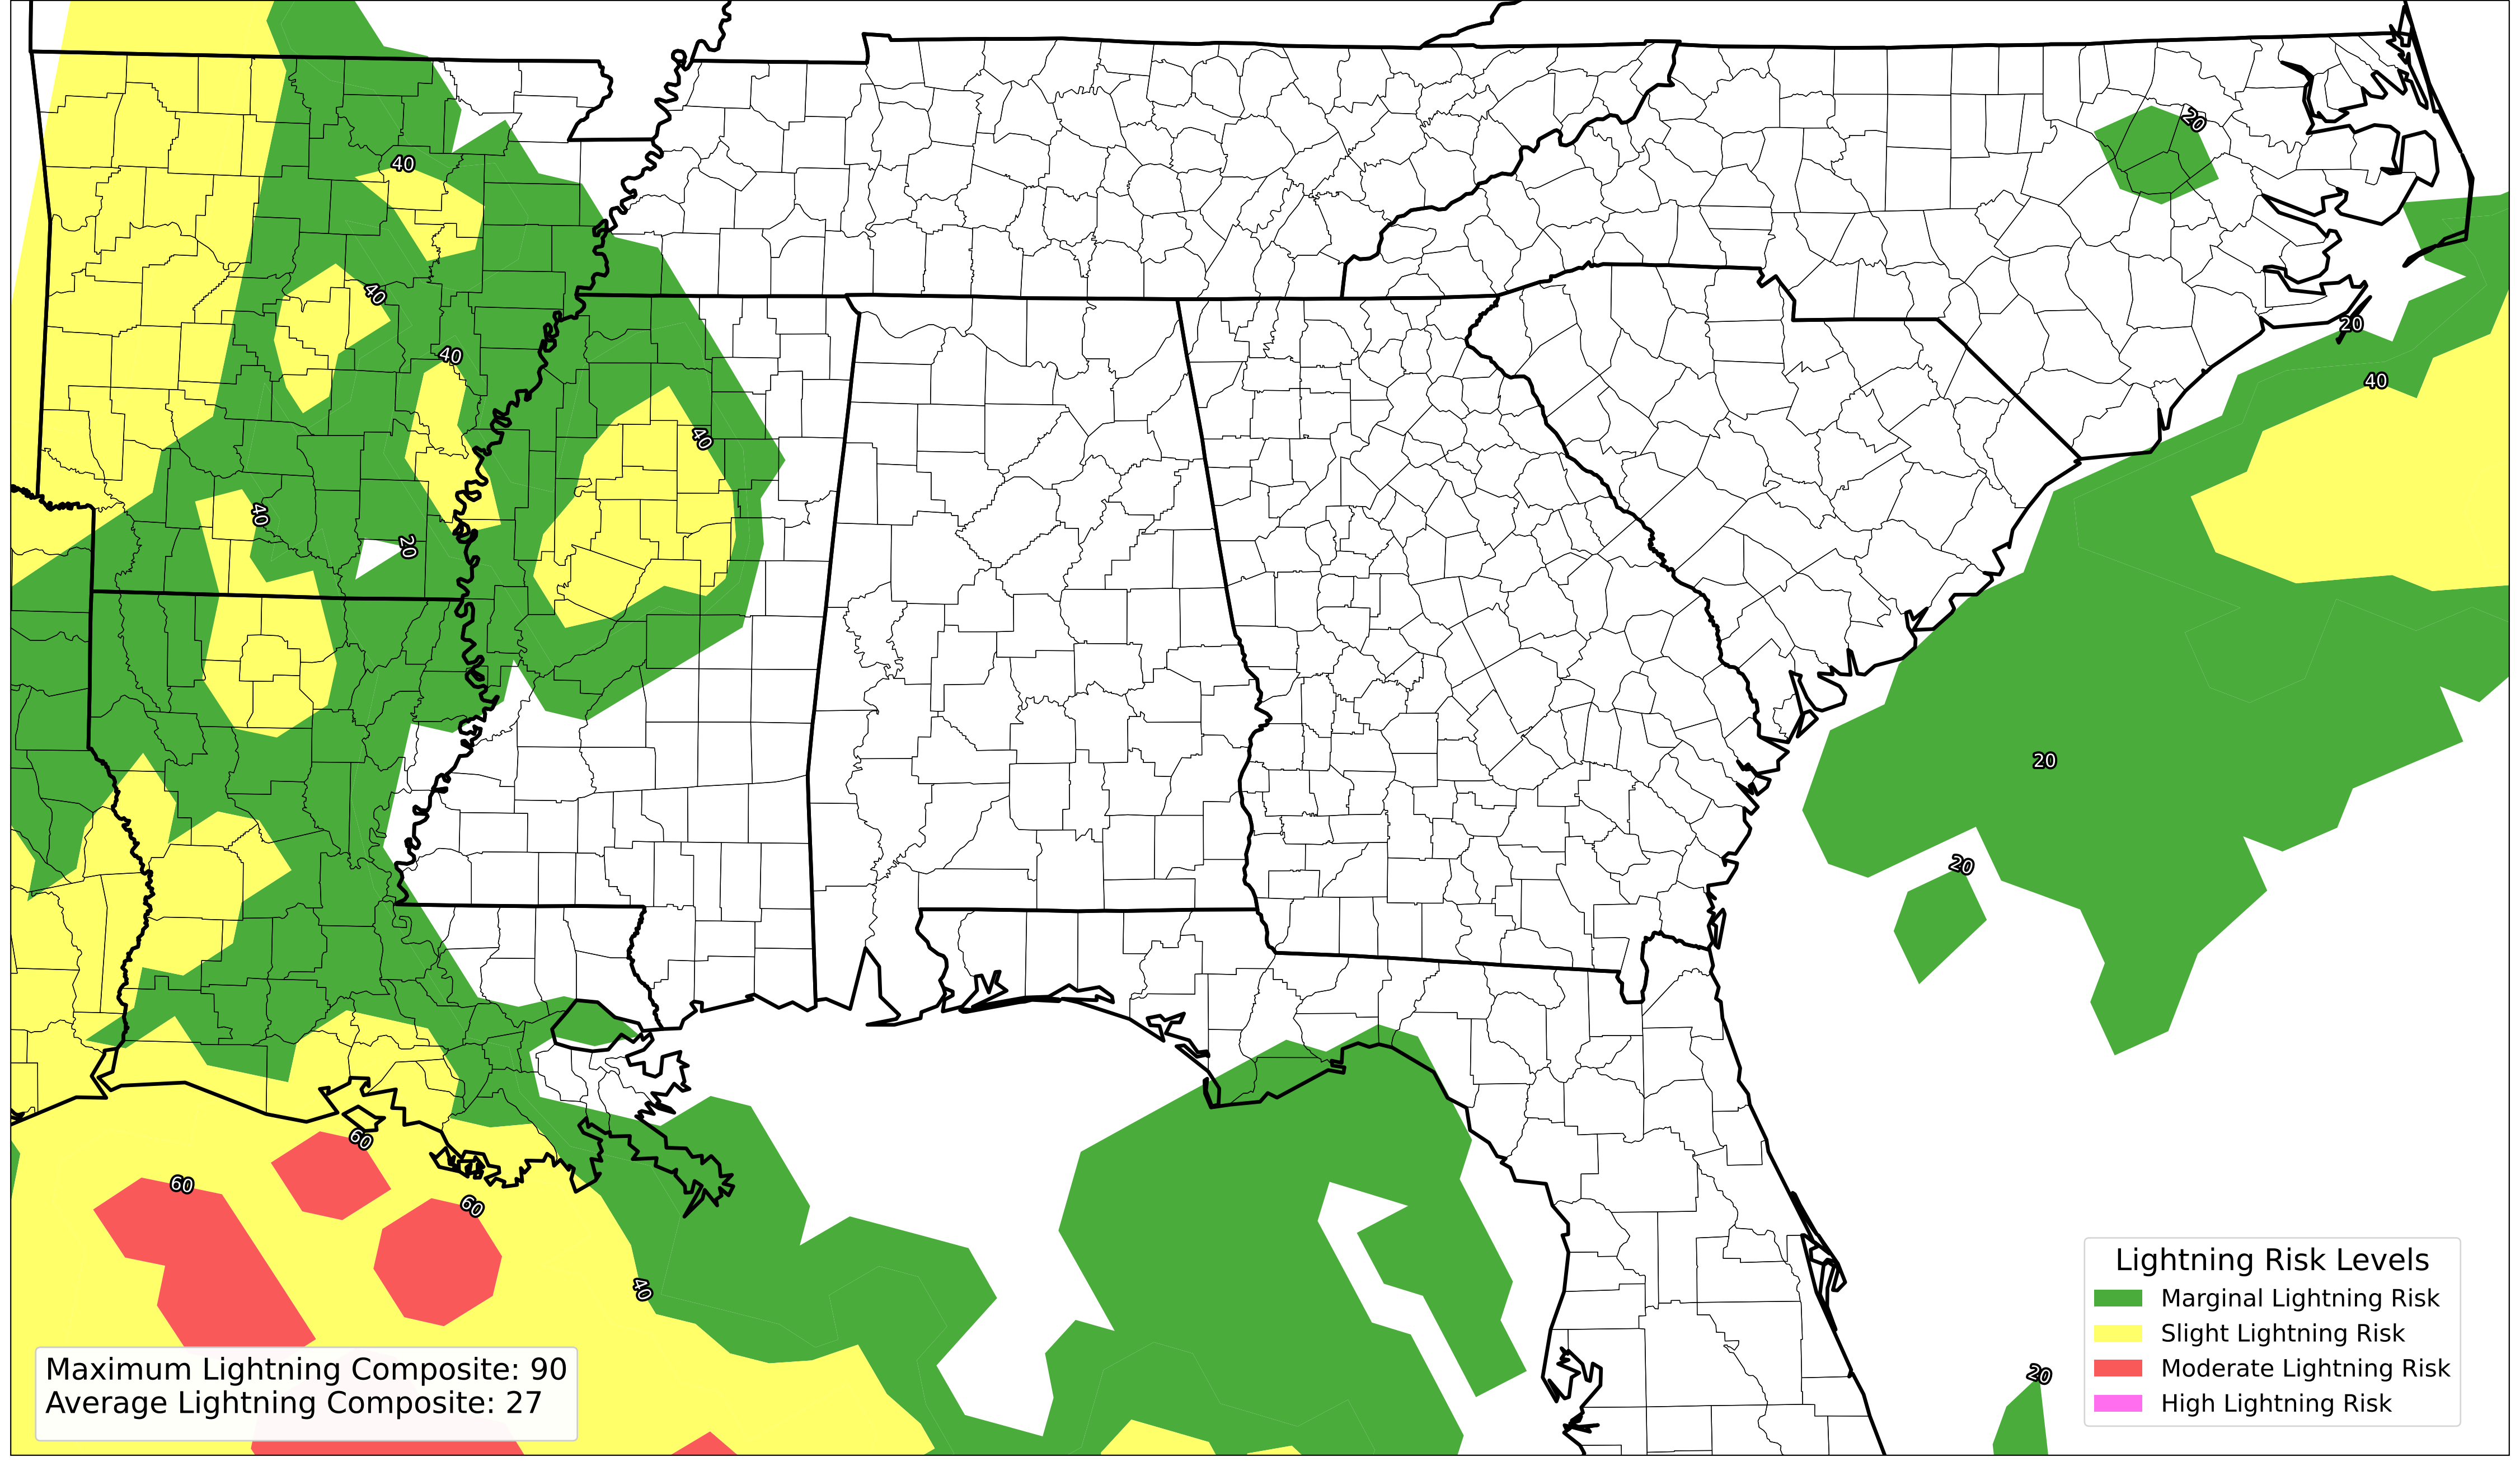 20
40
40
20
40
40
40
40
20
20
20
60
60
60
40
20
Lightning Risk Levels
Marginal Lightning Risk
Slight Lightning Risk
Moderate Lightning Risk
High Lightning Risk
Maximum Lightning Composite: 90
Average Lightning Composite: 27